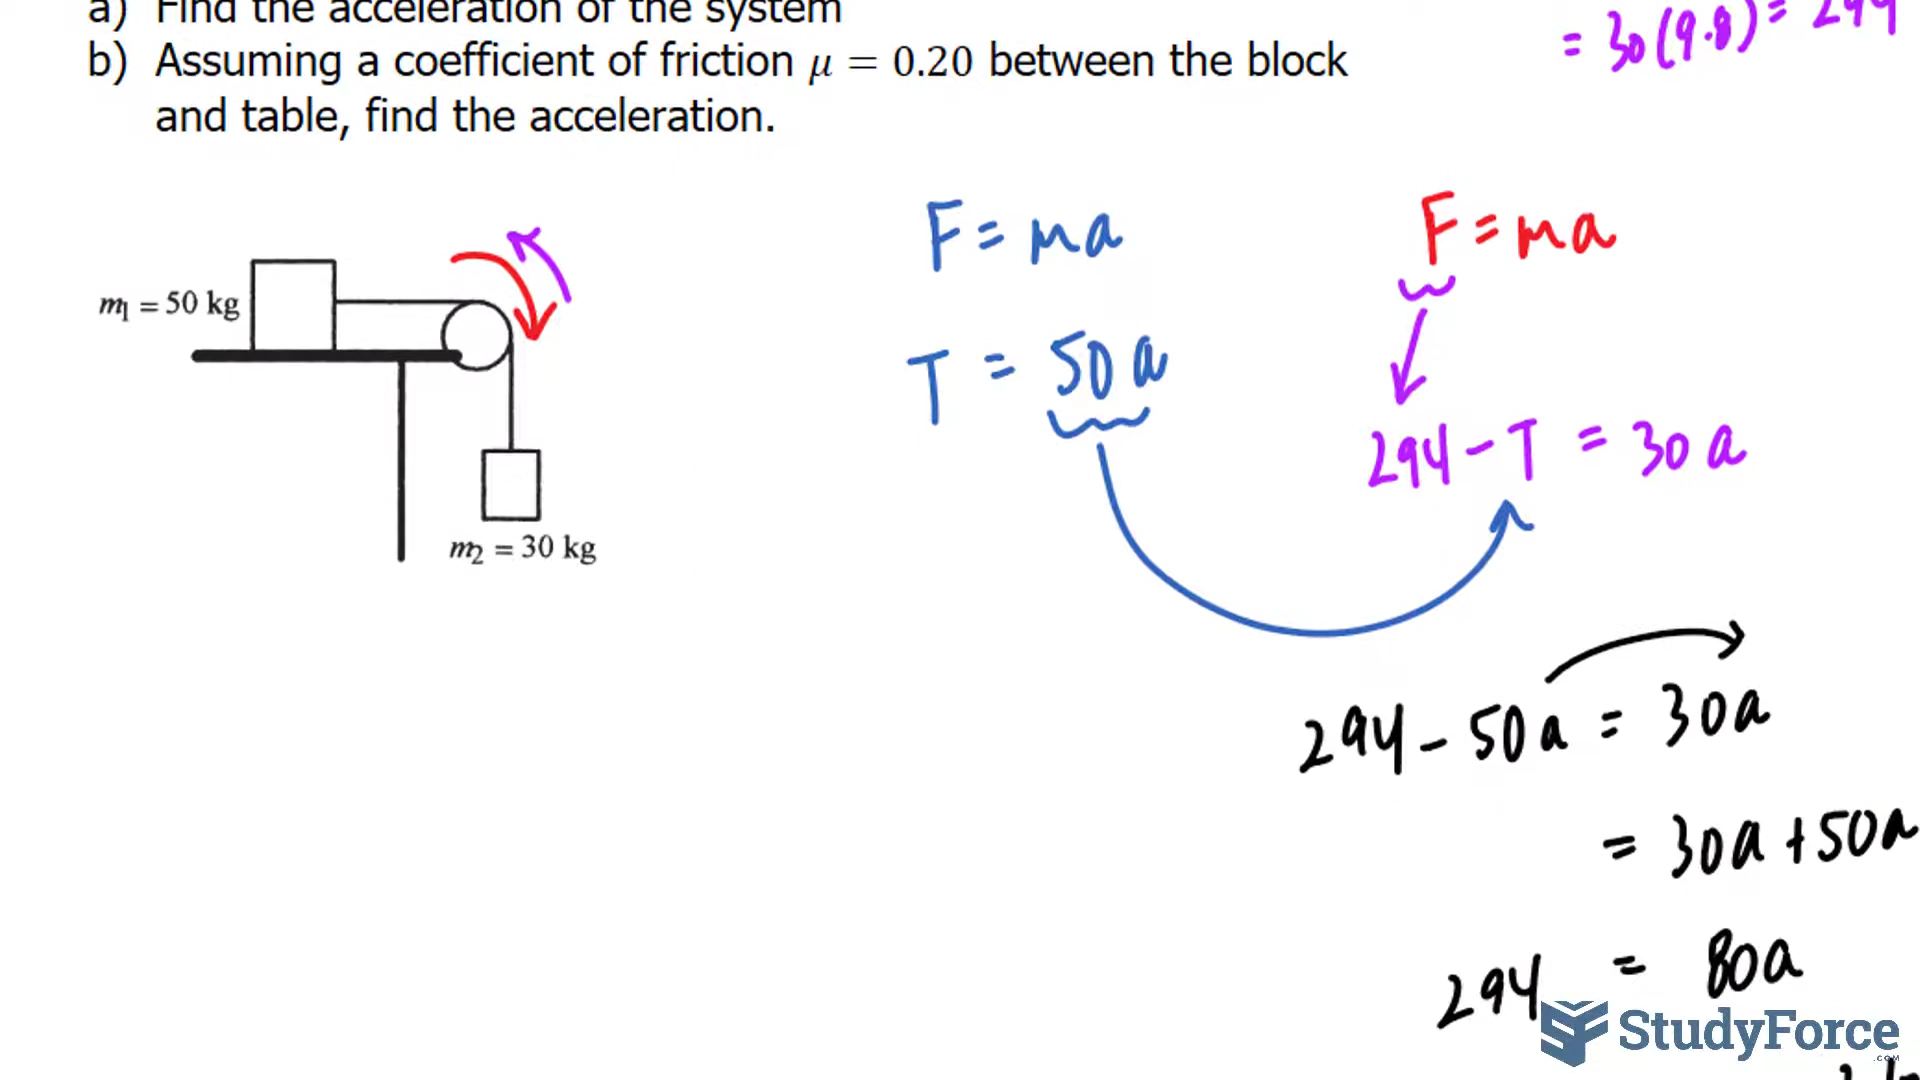 a) Find the acceleration of the system
= 30(9.8) = 294
b) Assuming a coefficient of friction μ = 0.20 between the block
and table, find the acceleration.
F = ma
F = ma
m1 = 50 kg
T = 50a
294 - T = 30a
m2 = 30 kg
294 - 50a = 30a
= 30a + 50a
294 = 80a
SF StudyForce
.COM